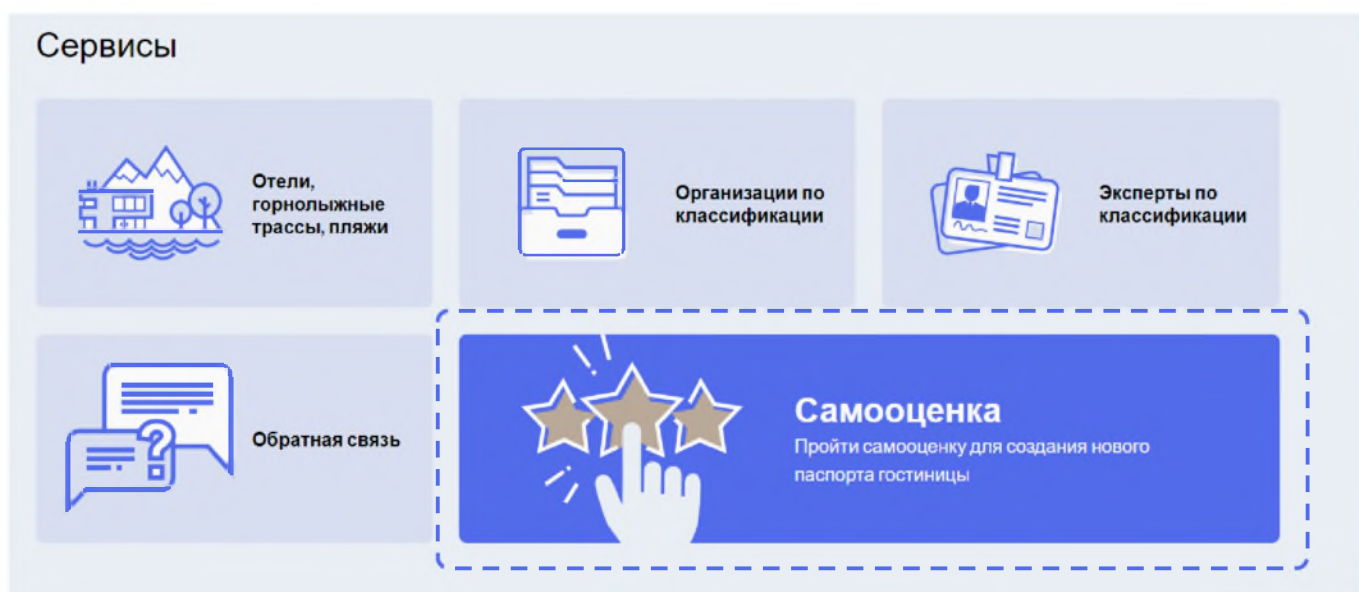 Сервисы
Отели,
горнолыжные
трассы, пляжи
Организации по
классификации
Эксперты по
классификации
Обратная связь
Самооценка
Пройти самооценку для создания нового
паспорта гостиницы